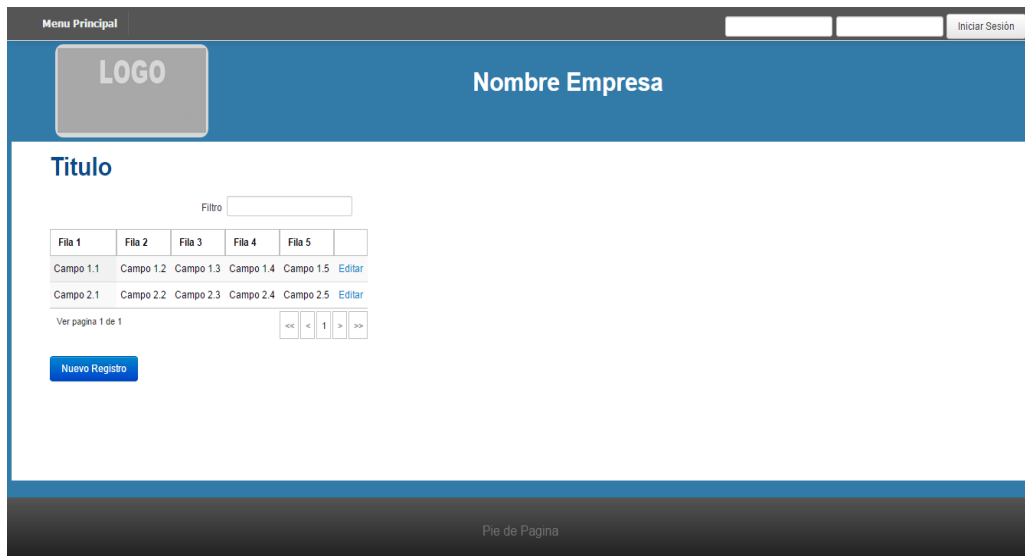 Menu Principal
Iniciar Sesión
LOGO
Nombre Empresa
Titulo
Filtro
Fila 1 Fila 2 Fila 3 Fila 4 Fila 5
Campo 1.1 Campo 1.2 Campo 1.3 Campo 1.4 Campo 1.5 Editar
Campo 2.1 Campo 2.2 Campo 2.3 Campo 2.4 Campo 2.5 Editar
Ver pagina 1 de 1 << < 1 > >>
Nuevo Registro
Pie de Pagina